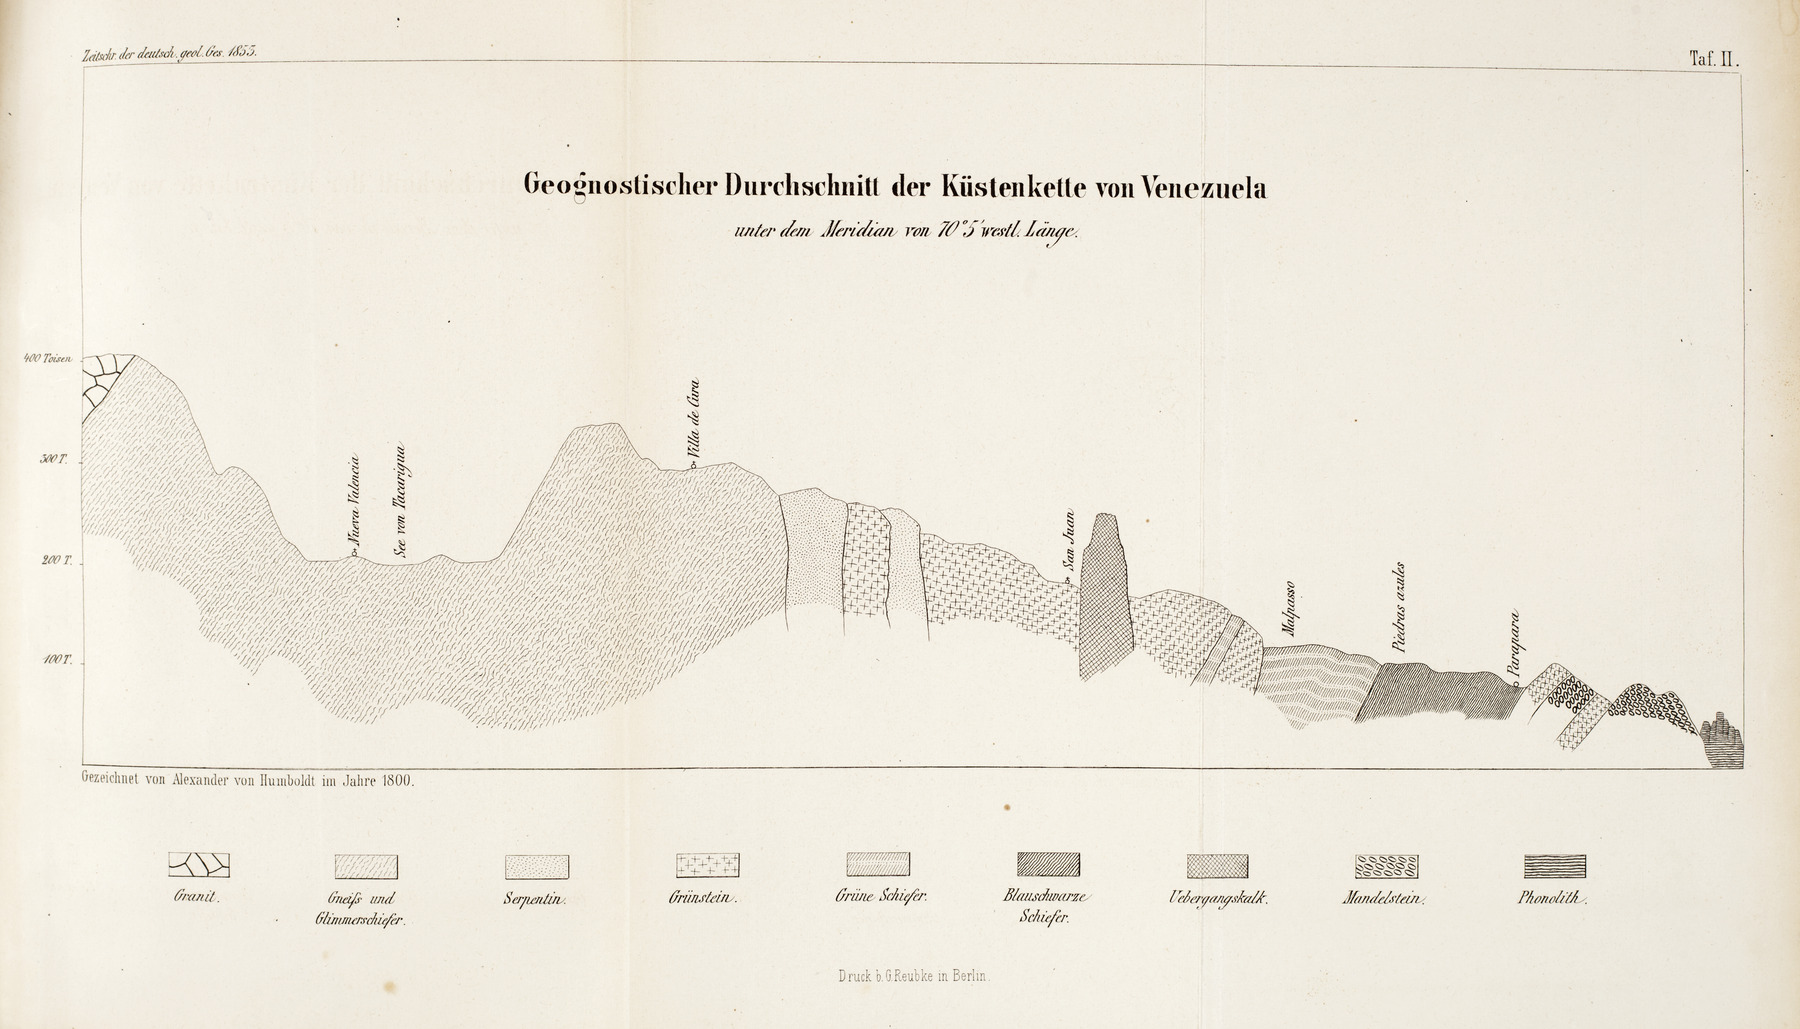 Zeitschr. der deutsch. geol. Ges. 1853.
Taf. II.
Geognostischer Durchschnitt der Küstenkette von Venezuela
unter dem Meridian von 70°5' westl. Länge.
400 Toisen
300 T.
200 T.
100 T.
Nueva Valencia
See von Tacarigua
Villa de Cura
San Juan
Malpasso
Piedras azules
Parapara
Gezeichnet von Alexander von Humboldt im Jahre 1800.
Granit.
Gneiſs und
Glimmerschiefer.
Serpentin.
Grünstein.
Grüne Schiefer.
Blauschwarze
Schiefer.
Uebergangskalk.
Mandelstein.
Phonolith.
Druck b. G. Reubke in Berlin.